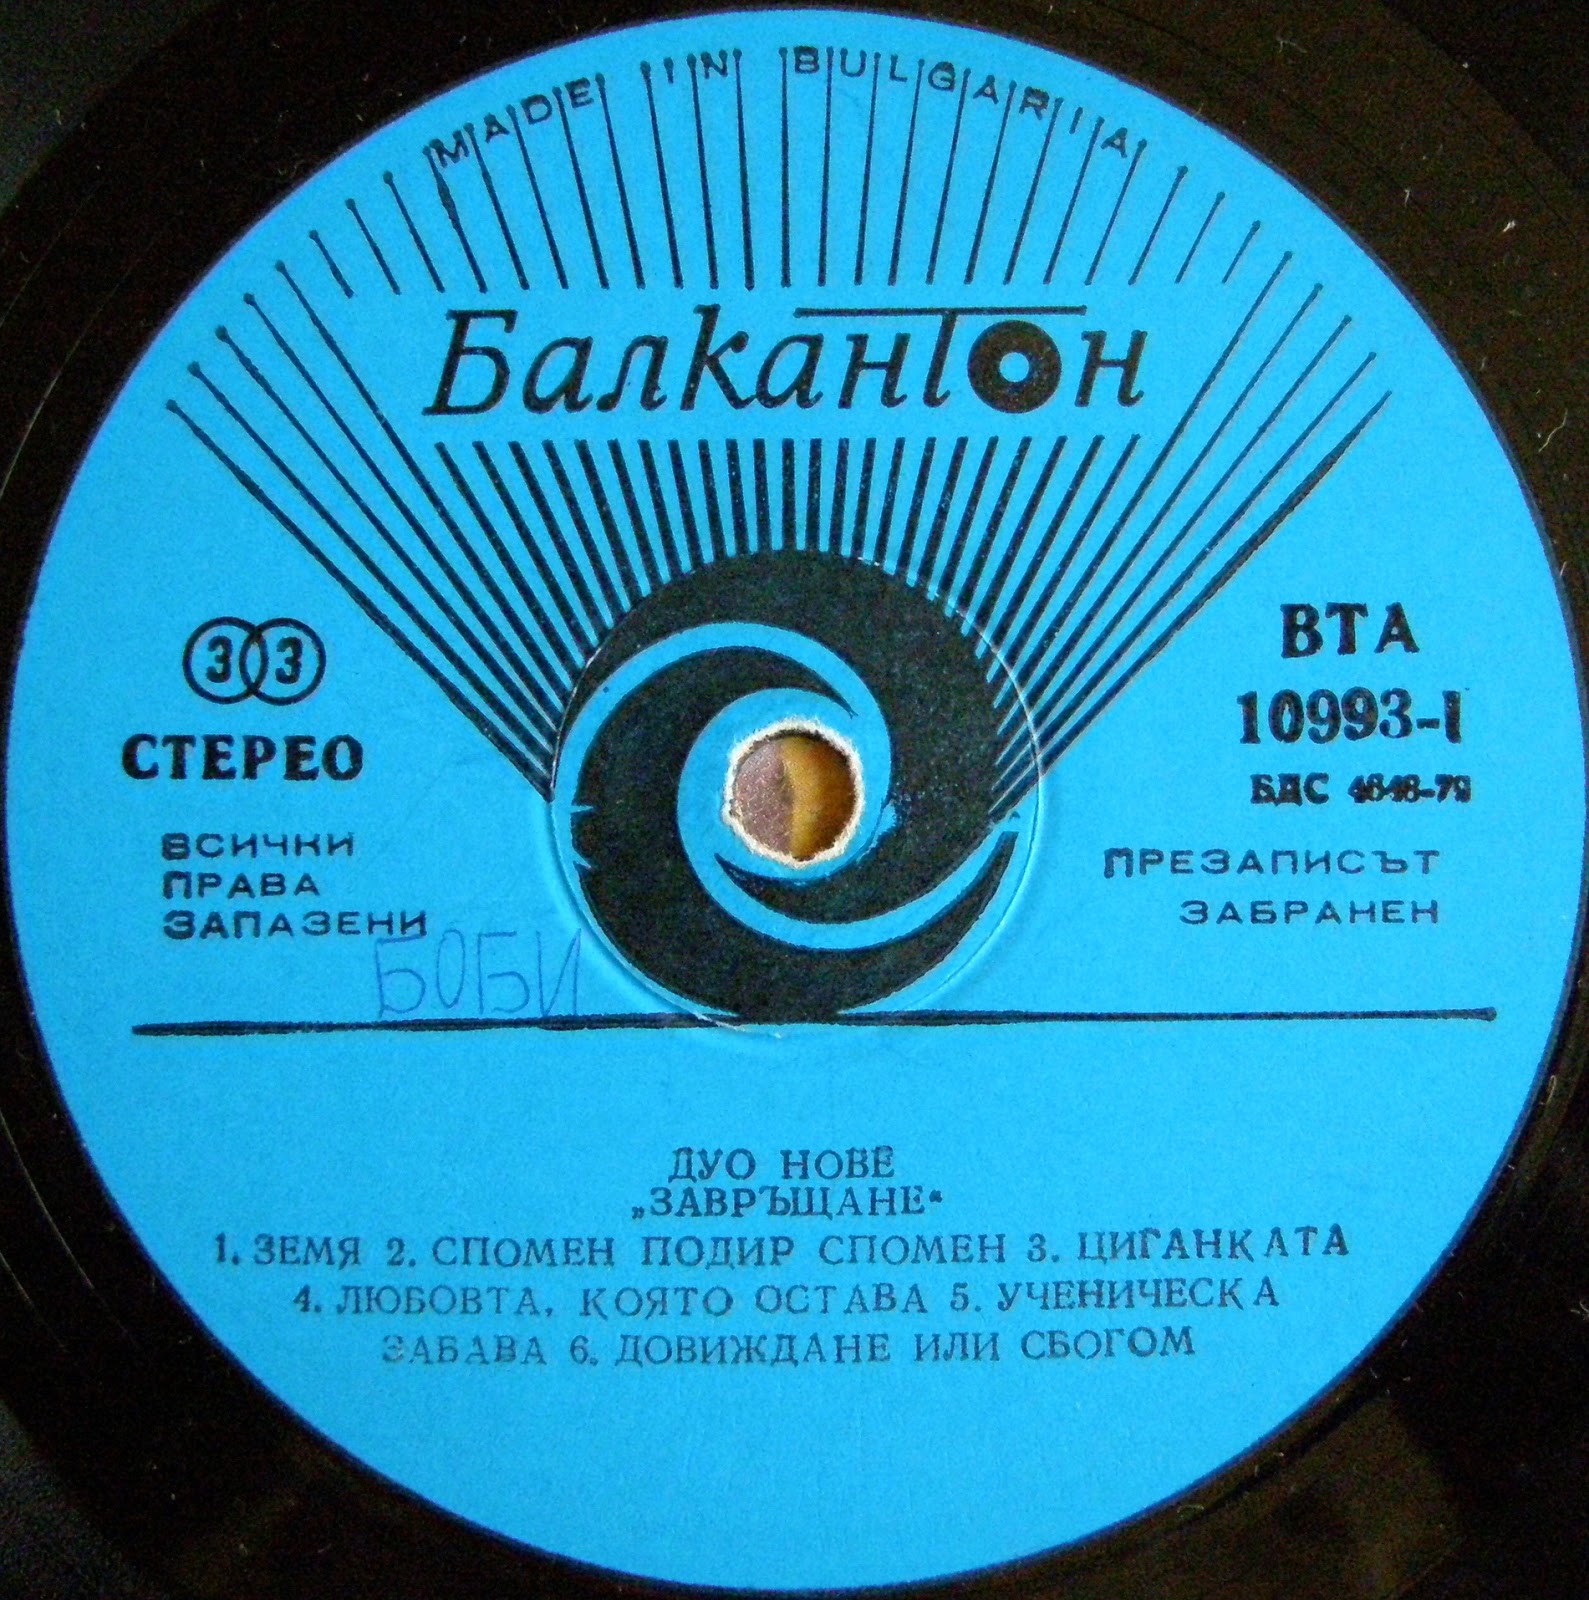 MADE IN BULGARIA
Балкантон
33
СТЕРЕО
ВСИЧКИ
ПРАВА
ЗАПАЗЕНИ
БОБИ
ВТА
10993-I
БДС 4848-79
ПРЕЗАПИСЪТ
ЗАБРАНЕН
ДУО НОВЕ
„ЗАВРЪЩАНЕ“
1. ЗЕМЯ 2. СПОМЕН ПОДИР СПОМЕН 3. ЦИГАНКАТА
4. ЛЮБОВТА, КОЯТО ОСТАВА 5. УЧЕНИЧЕСКА
ЗАБАВА 6. ДОВИЖДАНЕ ИЛИ СБОГОМ